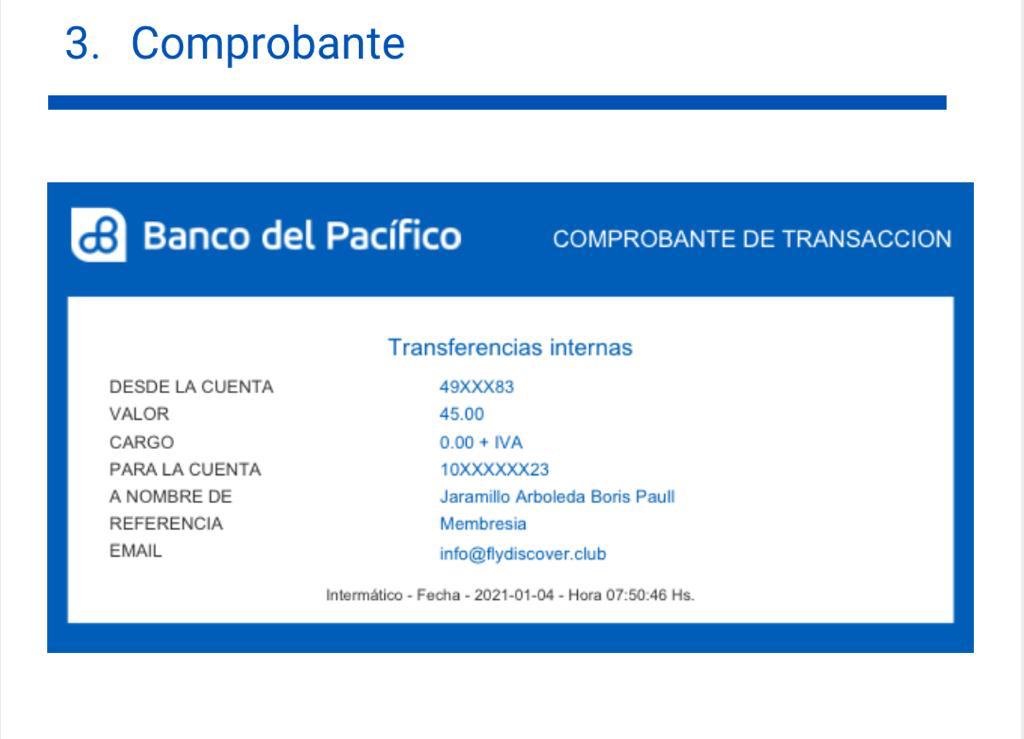 3. Comprobante
Banco del Pacífico
COMPROBANTE DE TRANSACCION
Transferencias internas
DESDE LA CUENTA 49XXX83
VALOR 45.00
CARGO 0.00 + IVA
PARA LA CUENTA 10XXXXXX23
A NOMBRE DE Jaramillo Arboleda Boris Paull
REFERENCIA Membresia
EMAIL info@flydiscover.club
Intermático - Fecha - 2021-01-04 - Hora 07:50:46 Hs.